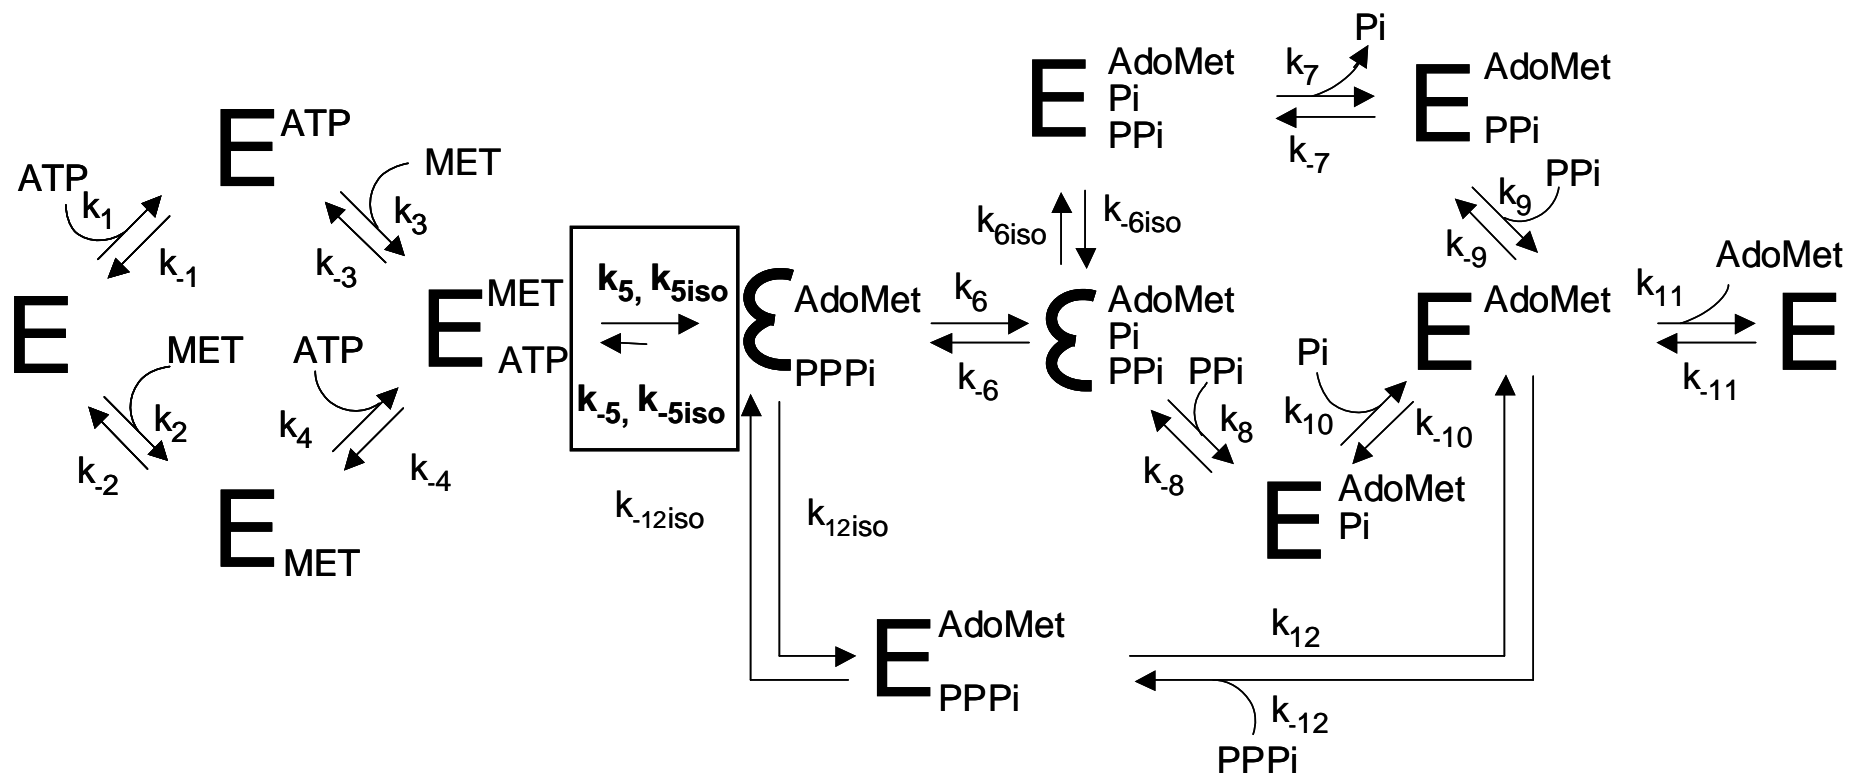 Pi
AdoMet
Pi
PPi
E
k7
k-7
E
AdoMet
PPi
E
ATP
ATP
k1
k-1
MET
k3
k-3
k6iso
k-6iso
k9
PPi
k-9
E
MET
k2
k-2
ATP
k4
k-4
E
MET
ATP
k5, k5iso
k-5, k-5iso
Ɛ
AdoMet
PPPi
k6
k-6
Ɛ
AdoMet
Pi
PPi
PPi
k8
k-8
Pi
k10
k-10
E
AdoMet
k11
AdoMet
k-11
E
E
MET
k-12iso
k12iso
E
AdoMet
Pi
E
AdoMet
PPPi
k12
k-12
PPPi